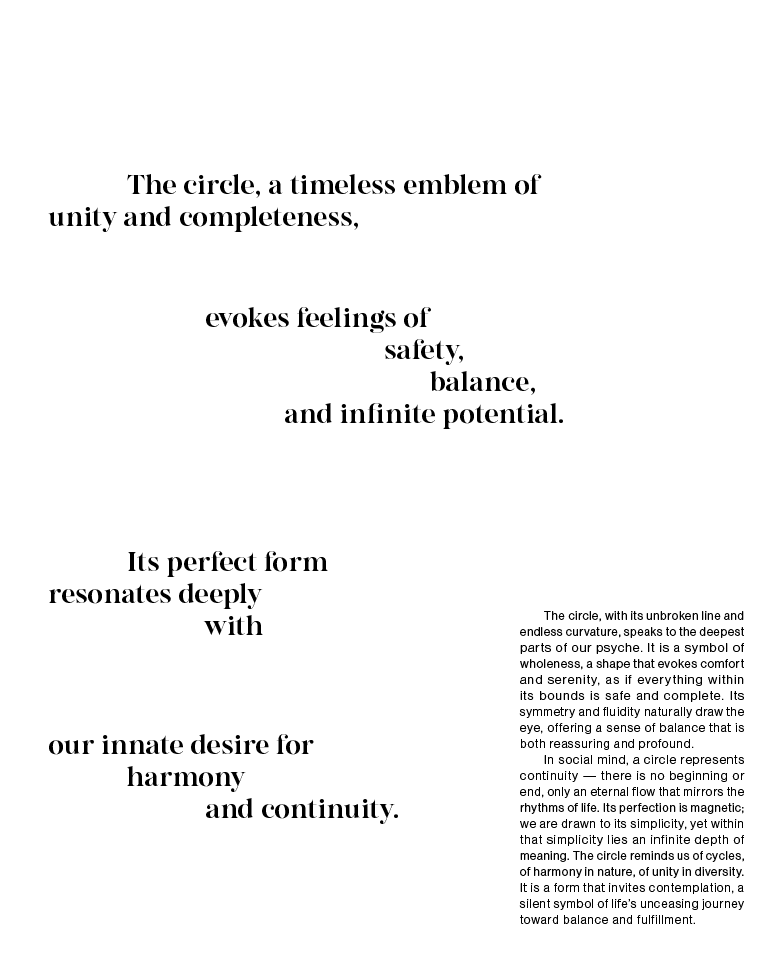 The circle, a timeless emblem of
unity and completeness,
evokes feelings of
safety,
balance,
and infinite potential.
Its perfect form
resonates deeply
with
our innate desire for
harmony
and continuity.
The circle, with its unbroken line and
endless curvature, speaks to the deepest
parts of our psyche. It is a symbol of
wholeness, a shape that evokes comfort
and serenity, as if everything within
its bounds is safe and complete. Its
symmetry and fluidity naturally draw the
eye, offering a sense of balance that is
both reassuring and profound.
In social mind, a circle represents
continuity — there is no beginning or
end, only an eternal flow that mirrors the
rhythms of life. Its perfection is magnetic;
we are drawn to its simplicity, yet within
that simplicity lies an infinite depth of
meaning. The circle reminds us of cycles,
of harmony in nature, of unity in diversity.
It is a form that invites contemplation, a
silent symbol of life’s unceasing journey
toward balance and fulfillment.